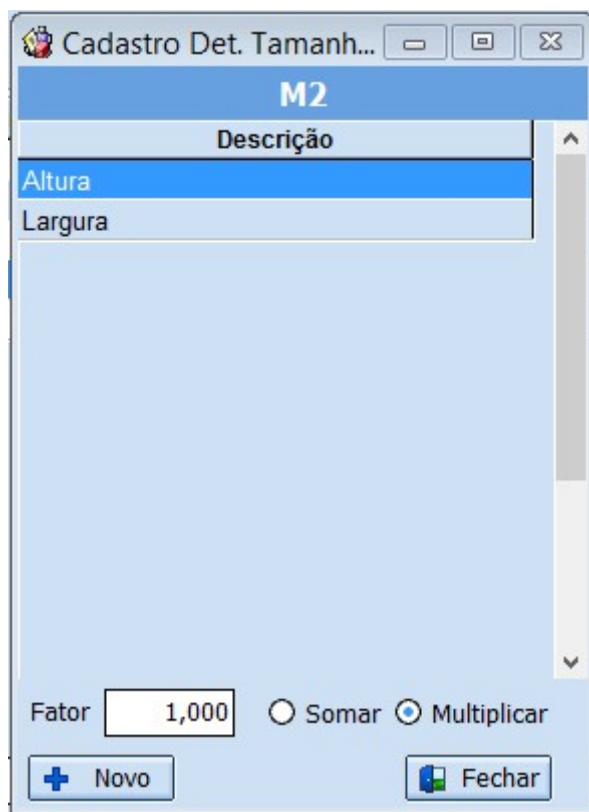 Cadastro Det. Tamanh...
M2
Descrição
Altura
Largura
Fator 1,000 Somar Multiplicar
Novo Fechar